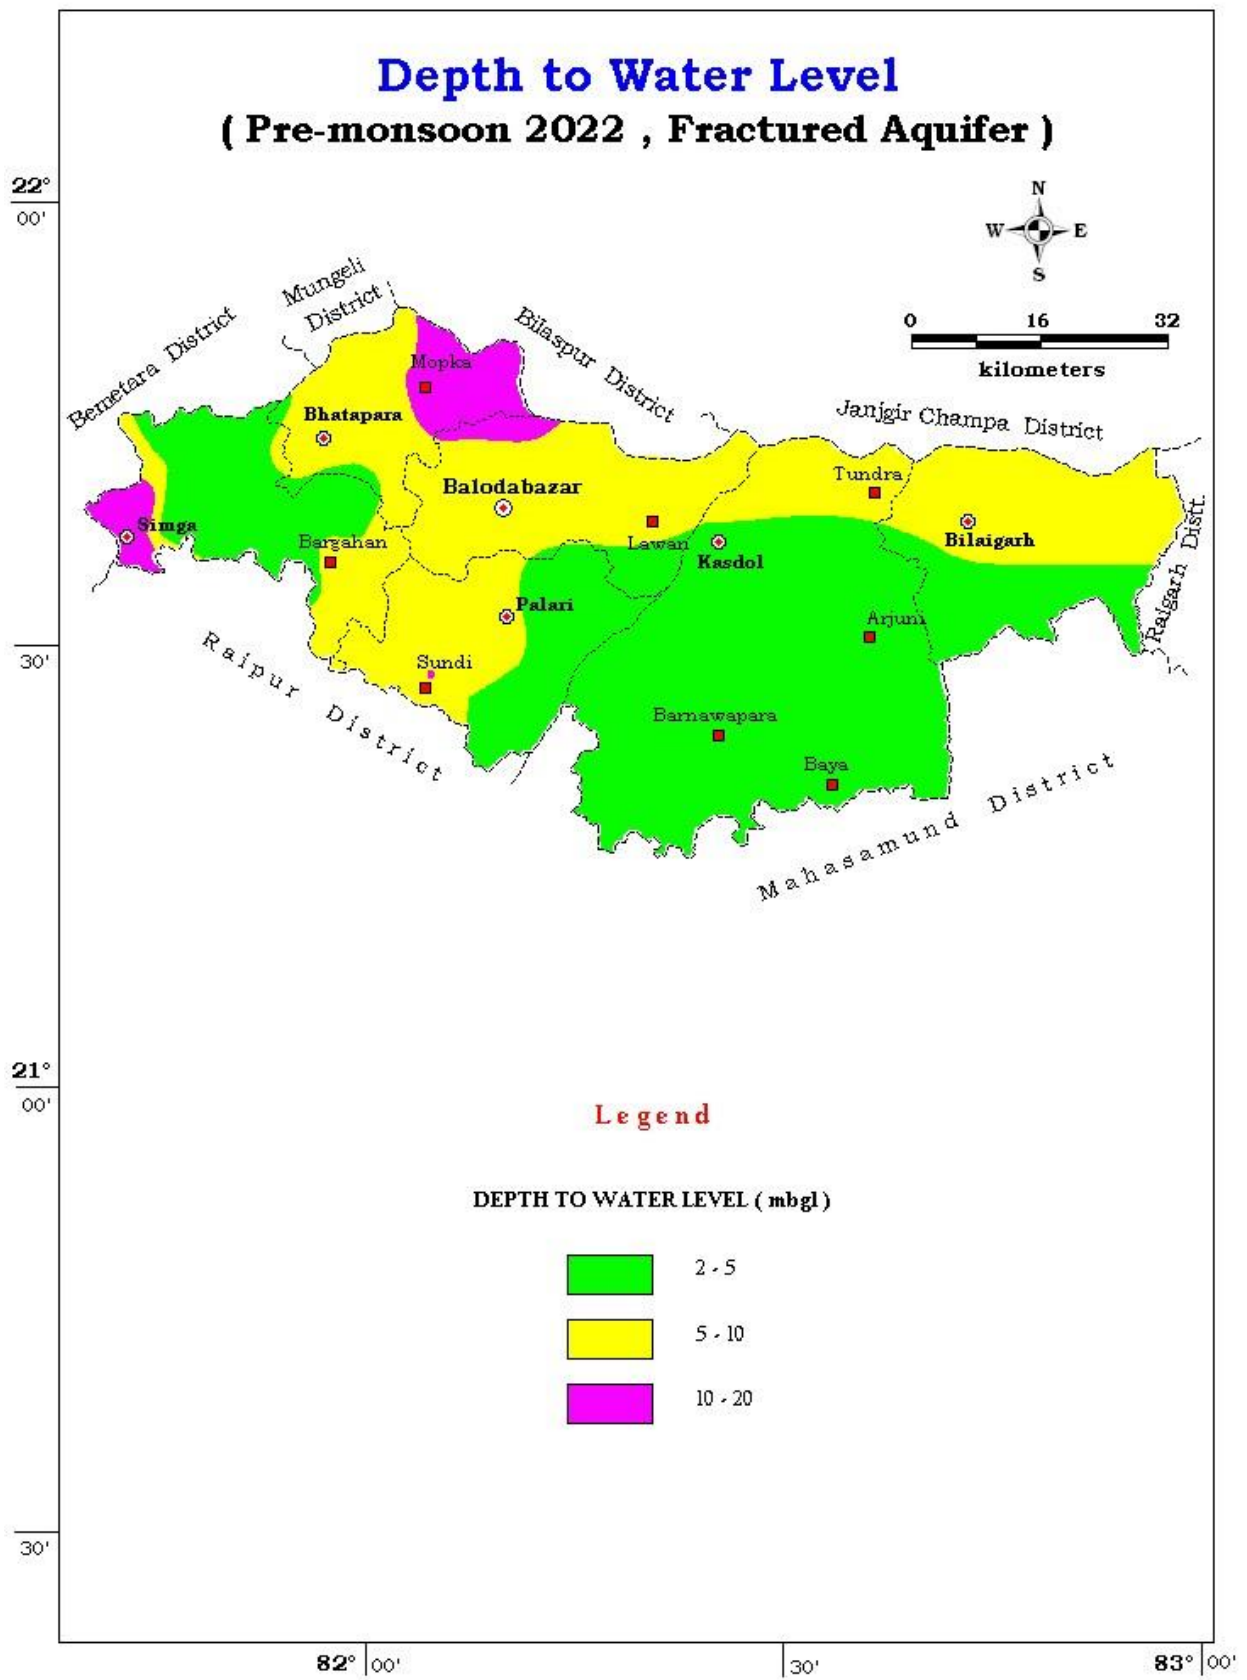 Depth to Water Level
( Pre-monsoon 2022 , Fractured Aquifer )
22°
00'
N
W
E
S
0 16 32
kilometers
Mungeli
District
Bemetara District
Bilaspur District
Janjgir Champa District
Mopka
Bhatapara
Tundra
Balodabazar
Simga
Lawan
Bargahan
Bilaigarh
Kasdol
Raigarh Distt.
Palari
Arjuni
30'
Raipur District
Sundi
Barnawapara
Baya
Mahasamund District
21°
00'
Legend
DEPTH TO WATER LEVEL ( mbgl )
2 - 5
5 - 10
10 - 20
30'
82° 00'
30'
83° 00'